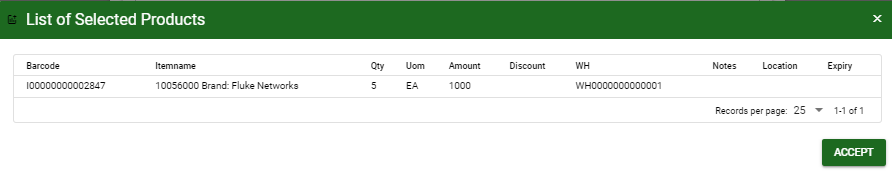 List of Selected Products ×
Barcode Itemname Qty Uom Amount Discount WH Notes Location Expiry
I00000000002847 10056000 Brand: Fluke Networks 5 EA 1000 WH0000000000001
Records per page: 25 1-1 of 1
ACCEPT